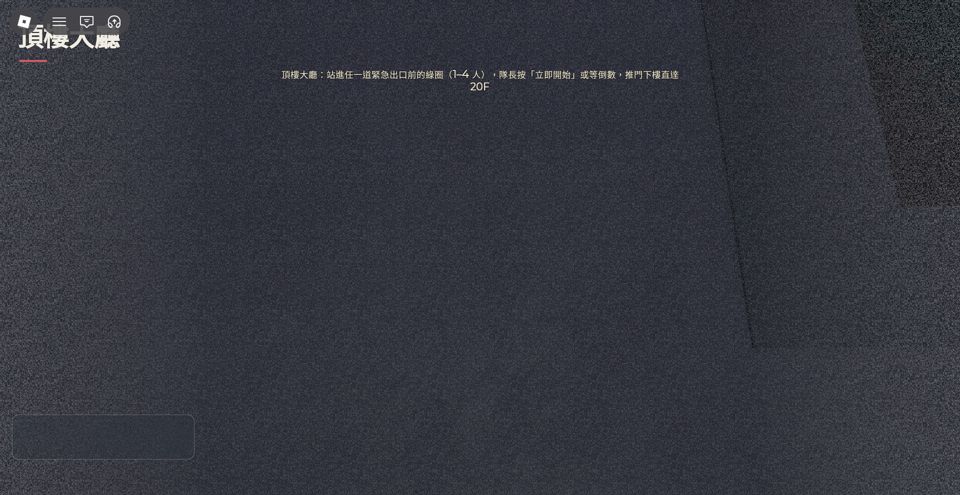 頂樓大廳
頂樓大廳：站進任一道緊急出口前的綠圈（1–4 人），隊長按「立即開始」或等倒數，推門下樓直達
20F